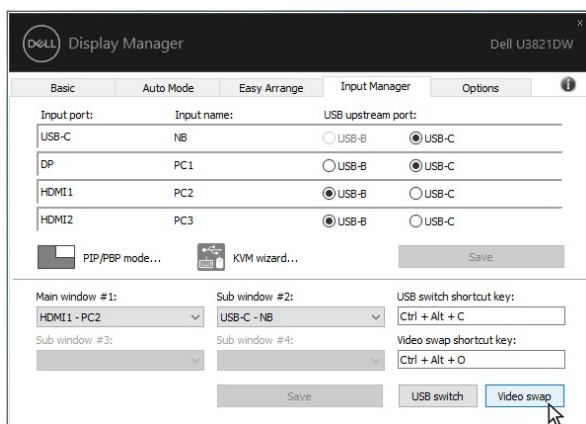 x
DELL Display Manager Dell U3821DW
Basic Auto Mode Easy Arrange Input Manager Options i
Input port: Input name: USB upstream port:
USB-C NB USB-B USB-C
DP PC1 USB-B USB-C
HDMI1 PC2 USB-B USB-C
HDMI2 PC3 USB-B USB-C
PIP/PBP mode... KVM wizard... Save
Main window #1: Sub window #2: USB switch shortcut key:
HDMI1 - PC2 USB-C - NB Ctrl + Alt + C
Sub window #3: Sub window #4: Video swap shortcut key:
Ctrl + Alt + O
Save USB switch Video swap